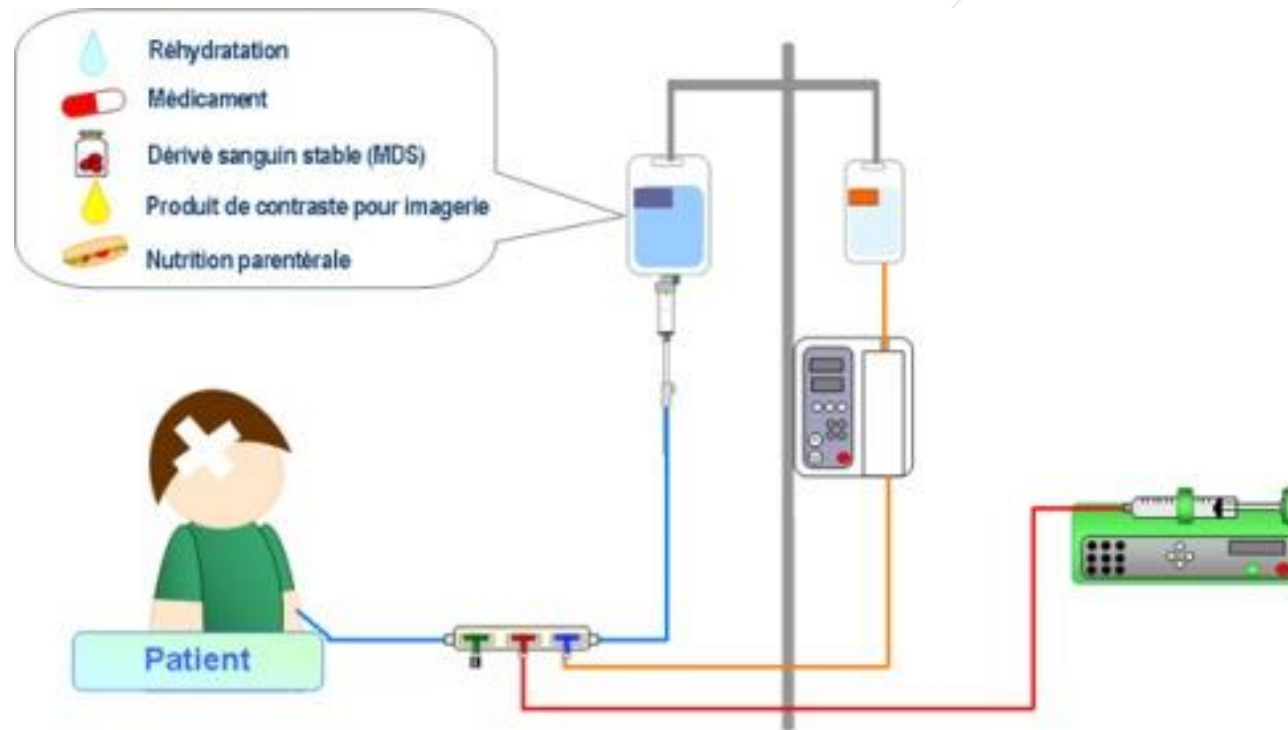 Réhydratation
Médicament
Dérivé sanguin stable (MDS)
Produit de contraste pour imagerie
Nutrition parentérale
Patient